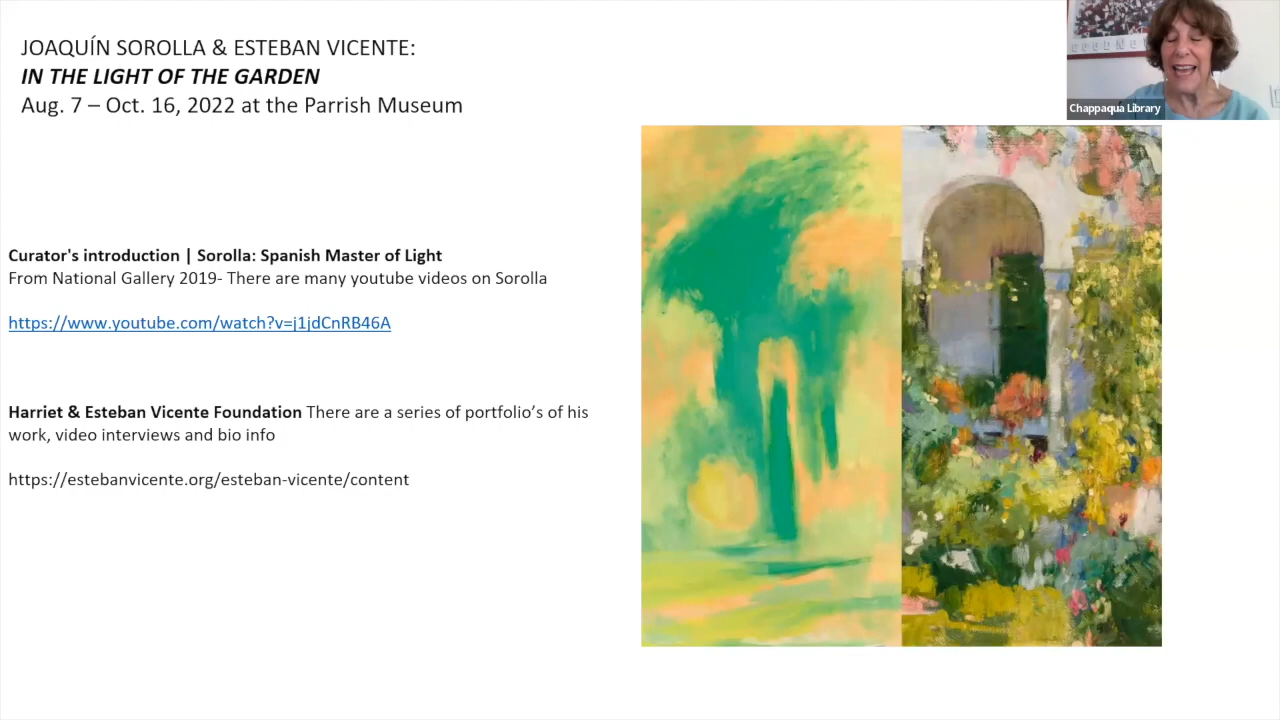 JOAQUÍN SOROLLA & ESTEBAN VICENTE:
IN THE LIGHT OF THE GARDEN
Aug. 7 – Oct. 16, 2022 at the Parrish Museum
Chappaqua Library
Curator's introduction | Sorolla: Spanish Master of Light
From National Gallery 2019- There are many youtube videos on Sorolla
https://www.youtube.com/watch?v=j1jdCnRB46A
Harriet & Esteban Vicente Foundation There are a series of portfolio’s of his
work, video interviews and bio info
https://estebanvicente.org/esteban-vicente/content